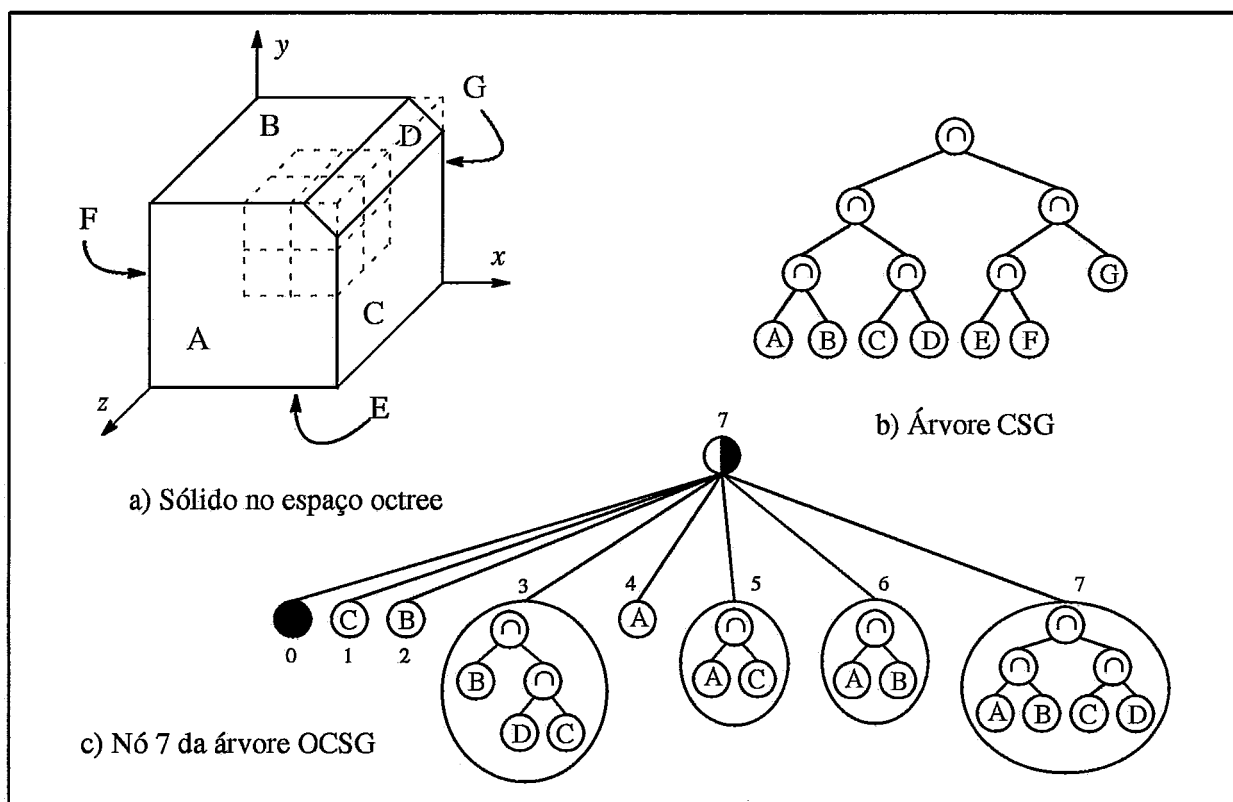 y
G
B
D
F
x
C
A
z
E
a) Sólido no espaço octree
∩
∩ ∩
∩ ∩ ∩ G
A B C D E F
b) Árvore CSG
7
3 4 5 6 7
C B A
0 1 2
∩
B ∩
D C
∩
A C
∩
A B
∩
∩ ∩
A B C D
c) Nó 7 da árvore OCSG